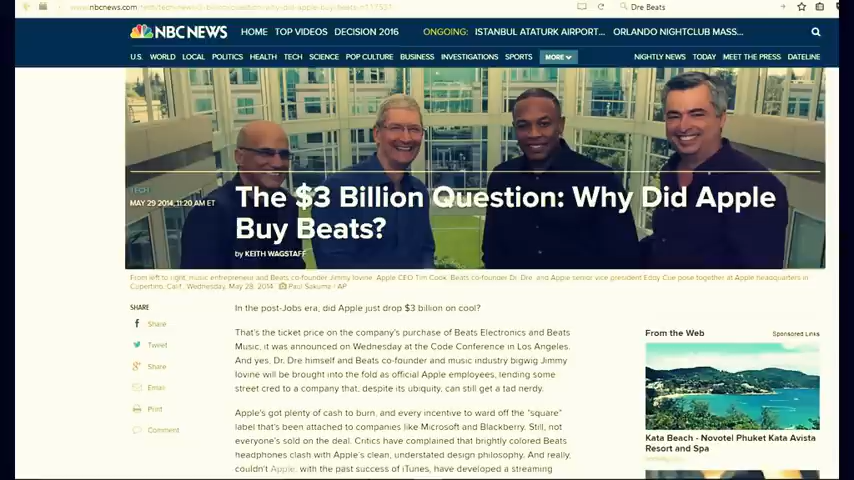 www.nbcnews.com
Dre Beats
NBC NEWS HOME TOP VIDEOS DECISION 2016 ONGOING: ISTANBUL ATATURK AIRPORT... ORLANDO NIGHTCLUB MASS...
U.S. WORLD LOCAL POLITICS HEALTH TECH SCIENCE POP CULTURE BUSINESS INVESTIGATIONS SPORTS MORE NIGHTLY NEWS TODAY MEET THE PRESS DATELINE
TECH
MAY 29 2014, 11:20 AM ET
The $3 Billion Question: Why Did Apple
Buy Beats?
by KEITH WAGSTAFF
From left to right, music entrepreneur and Beats co-founder Jimmy Iovine, Apple CEO Tim Cook, Beats co-founder Dr. Dre, and Apple senior vice president Eddy Cue pose together at Apple headquarters in
Cupertino, Calif., Wednesday, May 28, 2014. Paul Sakuma / AP
SHARE
Share
Tweet
Share
Email
Print
Comment
In the post-Jobs era, did Apple just drop $3 billion on cool?
That's the ticket price on the company's purchase of Beats Electronics and Beats
Music, it was announced on Wednesday at the Code Conference in Los Angeles.
And yes, Dr. Dre himself and Beats co-founder and music industry bigwig Jimmy
Iovine will be brought into the fold as official Apple employees, lending some
street cred to a company that, despite its ubiquity, can still get a tad nerdy.
Apple's got plenty of cash to burn, and every incentive to ward off the "square"
label that's been attached to companies like Microsoft and Blackberry. Still, not
everyone's sold on the deal. Critics have complained that brightly colored Beats
headphones clash with Apple's clean, understated design philosophy. And really,
couldn't Apple, with the past success of iTunes, have developed a streaming
From the Web
Sponsored Links
Kata Beach - Novotel Phuket Kata Avista
Resort and Spa